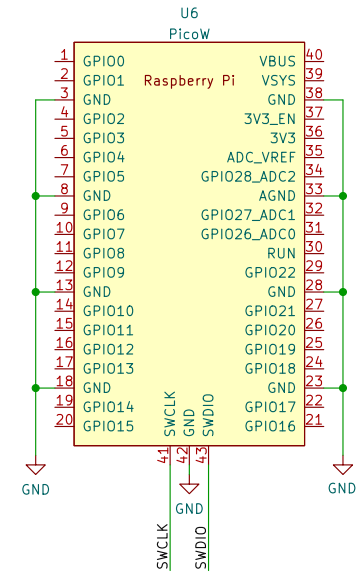 U6
PicoW
Raspberry Pi
1 GPIO0 VBUS 40
2 GPIO1 VSYS 39
3 GND GND 38
4 GPIO2 3V3_EN 37
5 GPIO3 3V3 36
6 GPIO4 ADC_VREF 35
7 GPIO5 GPIO28_ADC2 34
8 GND AGND 33
9 GPIO6 GPIO27_ADC1 32
10 GPIO7 GPIO26_ADC0 31
11 GPIO8 RUN 30
12 GPIO9 GPIO22 29
13 GND GND 28
14 GPIO10 GPIO21 27
15 GPIO11 GPIO20 26
16 GPIO12 GPIO19 25
17 GPIO13 GPIO18 24
18 GND GND 23
19 GPIO14 GPIO17 22
20 GPIO15 GPIO16 21
SWCLK GND SWDIO
41 42 43
GND GND GND
SWCLK SWDIO